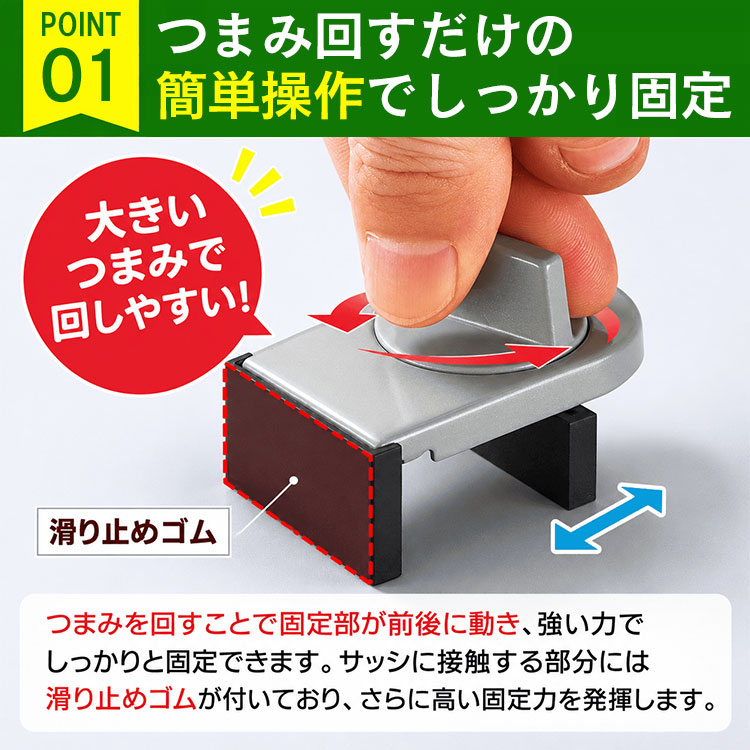 POINT
01
つまみ回すだけの
簡単操作でしっかり固定
大きい
つまみで
回しやすい!
滑り止めゴム
つまみを回すことで固定部が前後に動き、強い力で
しっかりと固定できます。サッシに接触する部分には
滑り止めゴムが付いており、さらに高い固定力を発揮します。